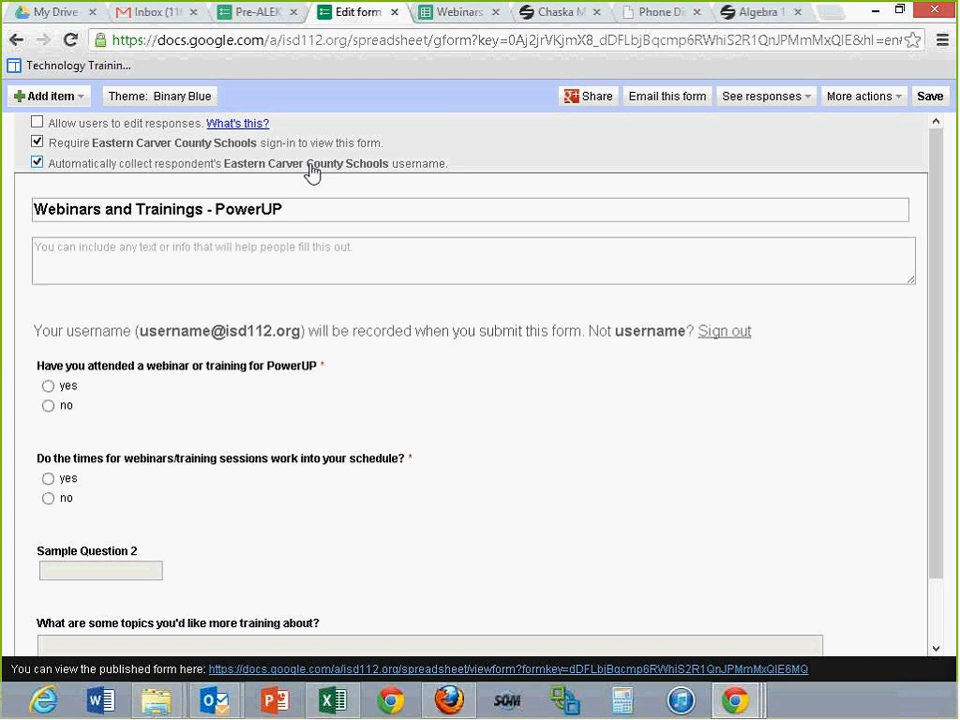 My Drive
Inbox (11
Pre-ALEK
Edit form
Webinars
Chaska M
Phone Di
Algebra 1
https://docs.google.com/a/isd112.org/spreadsheet/gform?key=0Aj2jrVKjmX8_dDFLbjBqcmp6RWhiS2R1QnJPMmMxQlE&hl=en
Technology Trainin...
Add item
Theme: Binary Blue
Share
Email this form
See responses
More actions
Save
Allow users to edit responses. What's this?
Require Eastern Carver County Schools sign-in to view this form.
Automatically collect respondent's Eastern Carver County Schools username.
Webinars and Trainings - PowerUP
You can include any text or info that will help people fill this out.
Your username (username@isd112.org) will be recorded when you submit this form. Not username? Sign out
Have you attended a webinar or training for PowerUP *
yes
no
Do the times for webinars/training sessions work into your schedule? *
yes
no
Sample Question 2
What are some topics you'd like more training about?
You can view the published form here: https://docs.google.com/a/isd112.org/spreadsheet/viewform?formkey=dDFLbjBqcmp6RWhiS2R1QnJPMmMxQlE6MQ
SOM